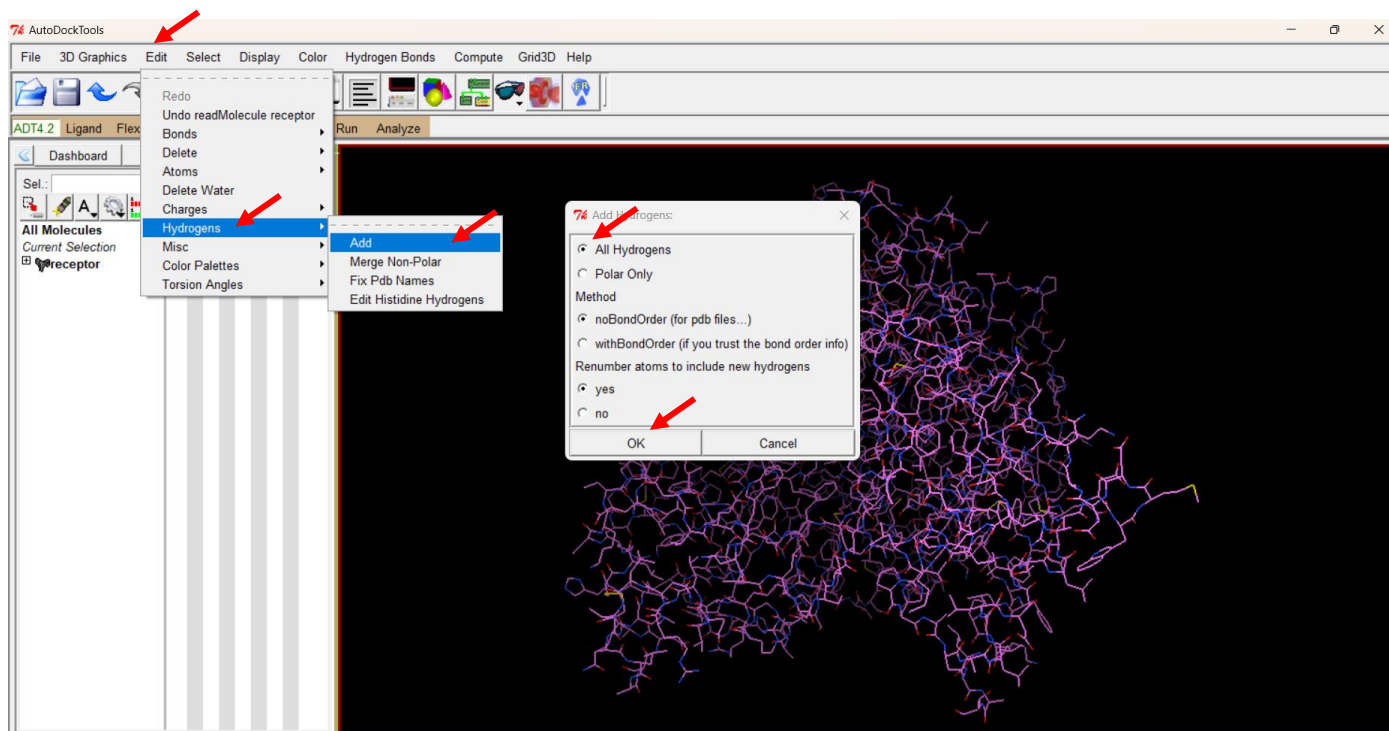 AutoDockTools
File 3D Graphics Edit Select Display Color Hydrogen Bonds Compute Grid3D Help
ADT4.2 Ligand Flex Run Analyze
Dashboard
Sel.:
A
All Molecules
Current Selection
receptor
Redo
Undo readMolecule receptor
Bonds
Delete
Atoms
Delete Water
Charges
Hydrogens
Misc
Color Palettes
Torsion Angles
Add
Merge Non-Polar
Fix Pdb Names
Edit Histidine Hydrogens
Add Hydrogens:
All Hydrogens
Polar Only
Method
noBondOrder (for pdb files...)
withBondOrder (if you trust the bond order info)
Renumber atoms to include new hydrogens
yes
no
OK Cancel